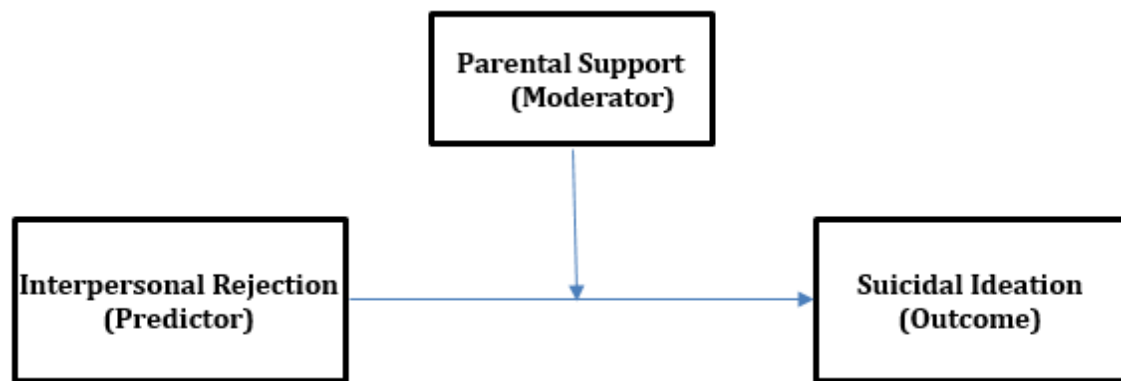 Parental Support
(Moderator)
Interpersonal Rejection
(Predictor)
Suicidal Ideation
(Outcome)